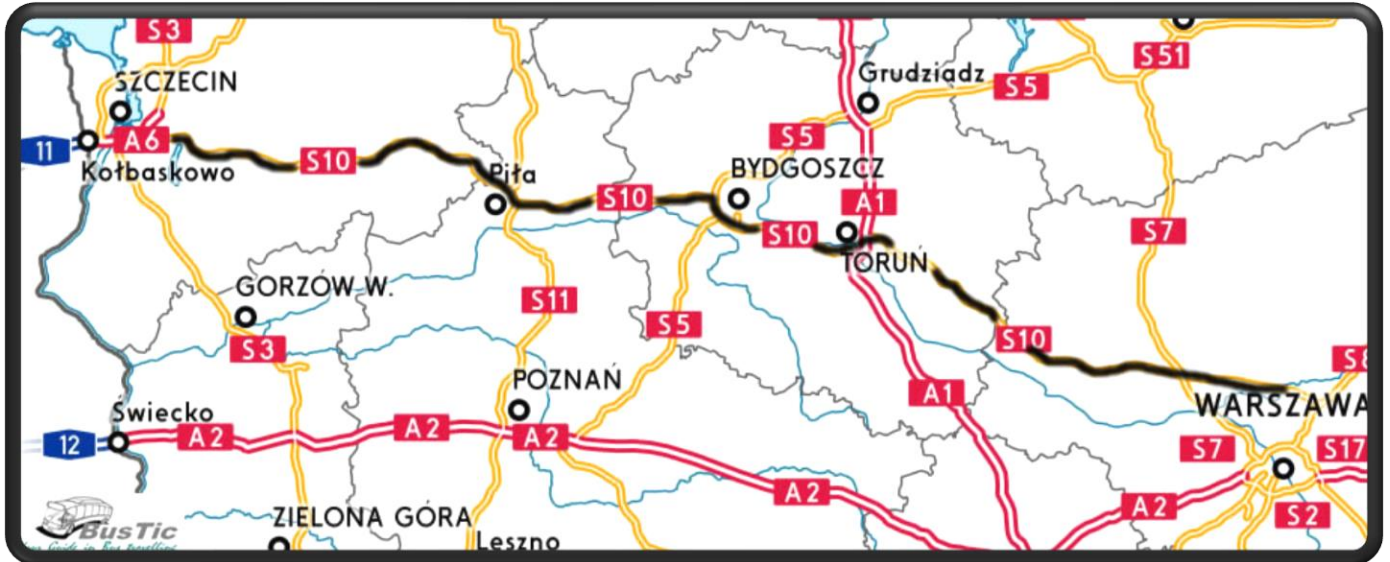 S3
S51
SZCZECIN
Grudziądz
S5
11
A6
S5
Kołbaskowo
S10
Piła
BYDGOSZCZ
S10
A1
S10
TORUŃ
S7
GORZÓW W.
S11
S5
S10
S3
POZNAŃ
A1
WARSZAWA
Świecko
12
A2
A2
A2
S7
S17
A2
A2
S2
BusTic
ZIELONA GÓRA
Leszno